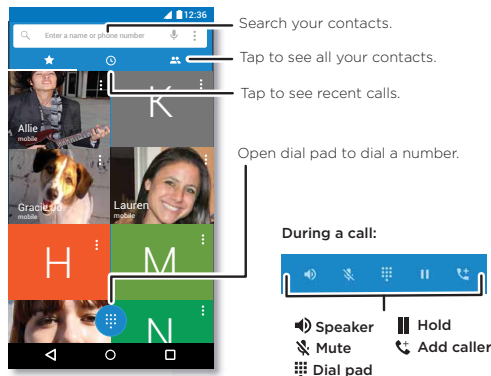 12:36
Enter a name or phone number
Search your contacts.
Tap to see all your contacts.
Tap to see recent calls.
Allie
mobile
K
Gracie Jo
mobile
Lauren
mobile
Open dial pad to dial a number.
H
M
N
During a call:
Speaker
Hold
Mute
Add caller
Dial pad